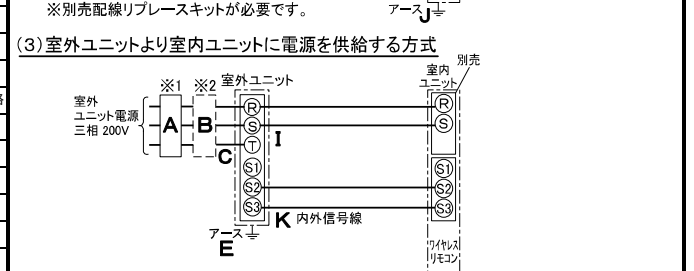 ※別売配線リプレースキットが必要です。
アース J
(3)室外ユニットより室内ユニットに電源を供給する方式
別売
※1 ※2 室外ユニット
室内
ユニット
室外
ユニット電源
三相 200V
A B
C
I
R
S
T
S1
S2
S3
R
S
S1
S2
S3
K 内外信号線
アース
E
ワイヤレス
リモコン